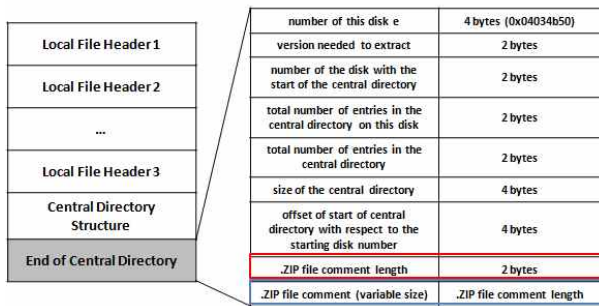 Local File Header 1
Local File Header 2
...
Local File Header 3
Central Directory
Structure
End of Central Directory
number of this disk e
4 bytes (0x04034b50)
version needed to extract
2 bytes
number of the disk with the
start of the central directory
2 bytes
total number of entries in the
central directory on this disk
2 bytes
total number of entries in the
central directory
2 bytes
size of the central directory
4 bytes
offset of start of central
directory with respect to the
starting disk number
4 bytes
.ZIP file comment length
2 bytes
.ZIP file comment (variable size)
.ZIP file comment length